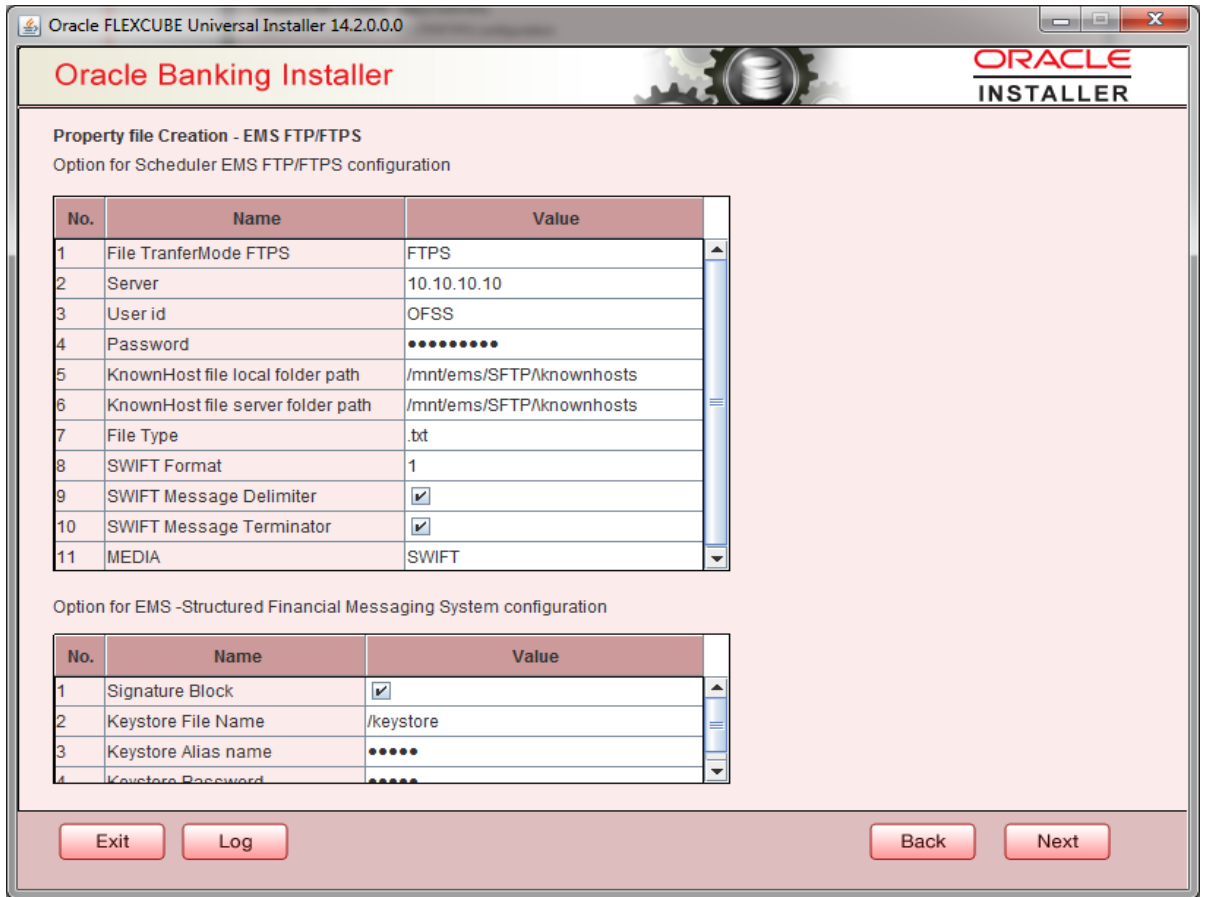 Oracle FLEXCUBE Universal Installer 14.2.0.0.0
Oracle Banking Installer
ORACLE
INSTALLER
Property file Creation - EMS FTP/FTPS
Option for Scheduler EMS FTP/FTPS configuration
No. Name Value
1 File TranferMode FTPS FTPS
2 Server 10.10.10.10
3 User id OFSS
4 Password •••••••••
5 KnownHost file local folder path /mnt/ems/SFTP/\knownhosts
6 KnownHost file server folder path /mnt/ems/SFTP/\knownhosts
7 File Type .txt
8 SWIFT Format 1
9 SWIFT Message Delimiter
10 SWIFT Message Terminator
11 MEDIA SWIFT
Option for EMS -Structured Financial Messaging System configuration
No. Name Value
1 Signature Block
2 Keystore File Name /keystore
3 Keystore Alias name •••••
4 Keystore Password •••••
Exit Log Back Next